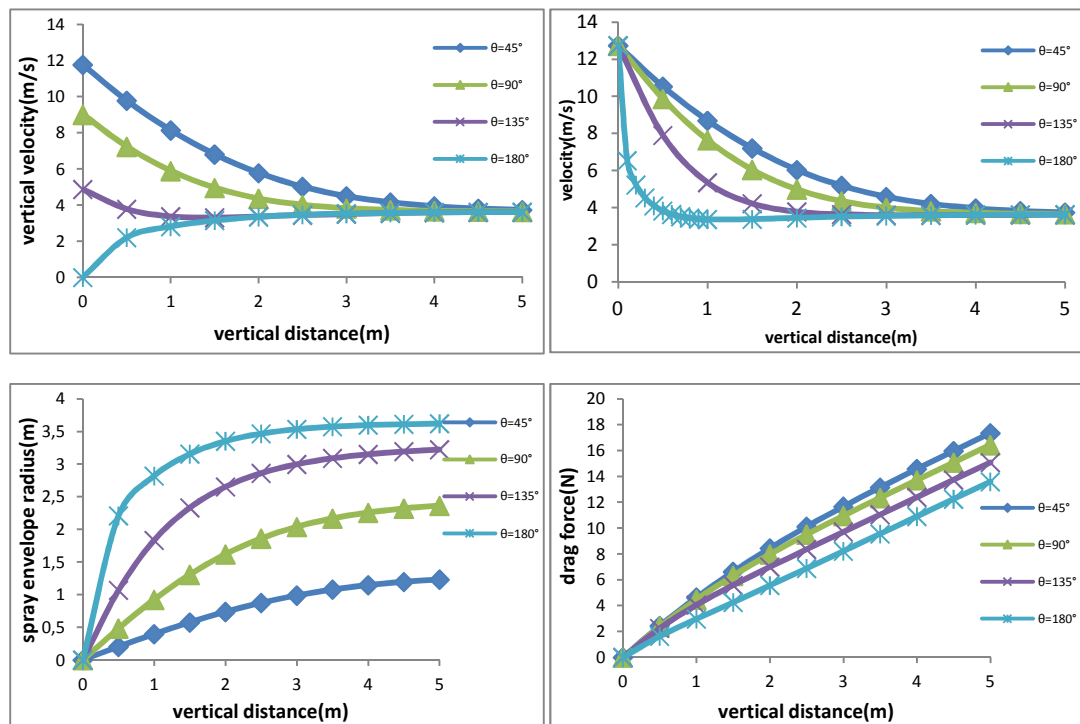 vertical velocity(m/s)
14
12
10
8
6
4
2
0
0 1 2 3 4 5
vertical distance(m)
θ=45°
θ=90°
θ=135°
θ=180°
velocity(m/s)
14
12
10
8
6
4
2
0
0 1 2 3 4 5
vertical distance(m)
θ=45°
θ=90°
θ=135°
θ=180°
spray envelope radius(m)
4
3,5
3
2,5
2
1,5
1
0,5
0
0 1 2 3 4 5
vertical distance(m)
θ=45°
θ=90°
θ=135°
θ=180°
drag force(N)
20
18
16
14
12
10
8
6
4
2
0
0 1 2 3 4 5
vertical distance(m)
θ=45°
θ=90°
θ=135°
θ=180°